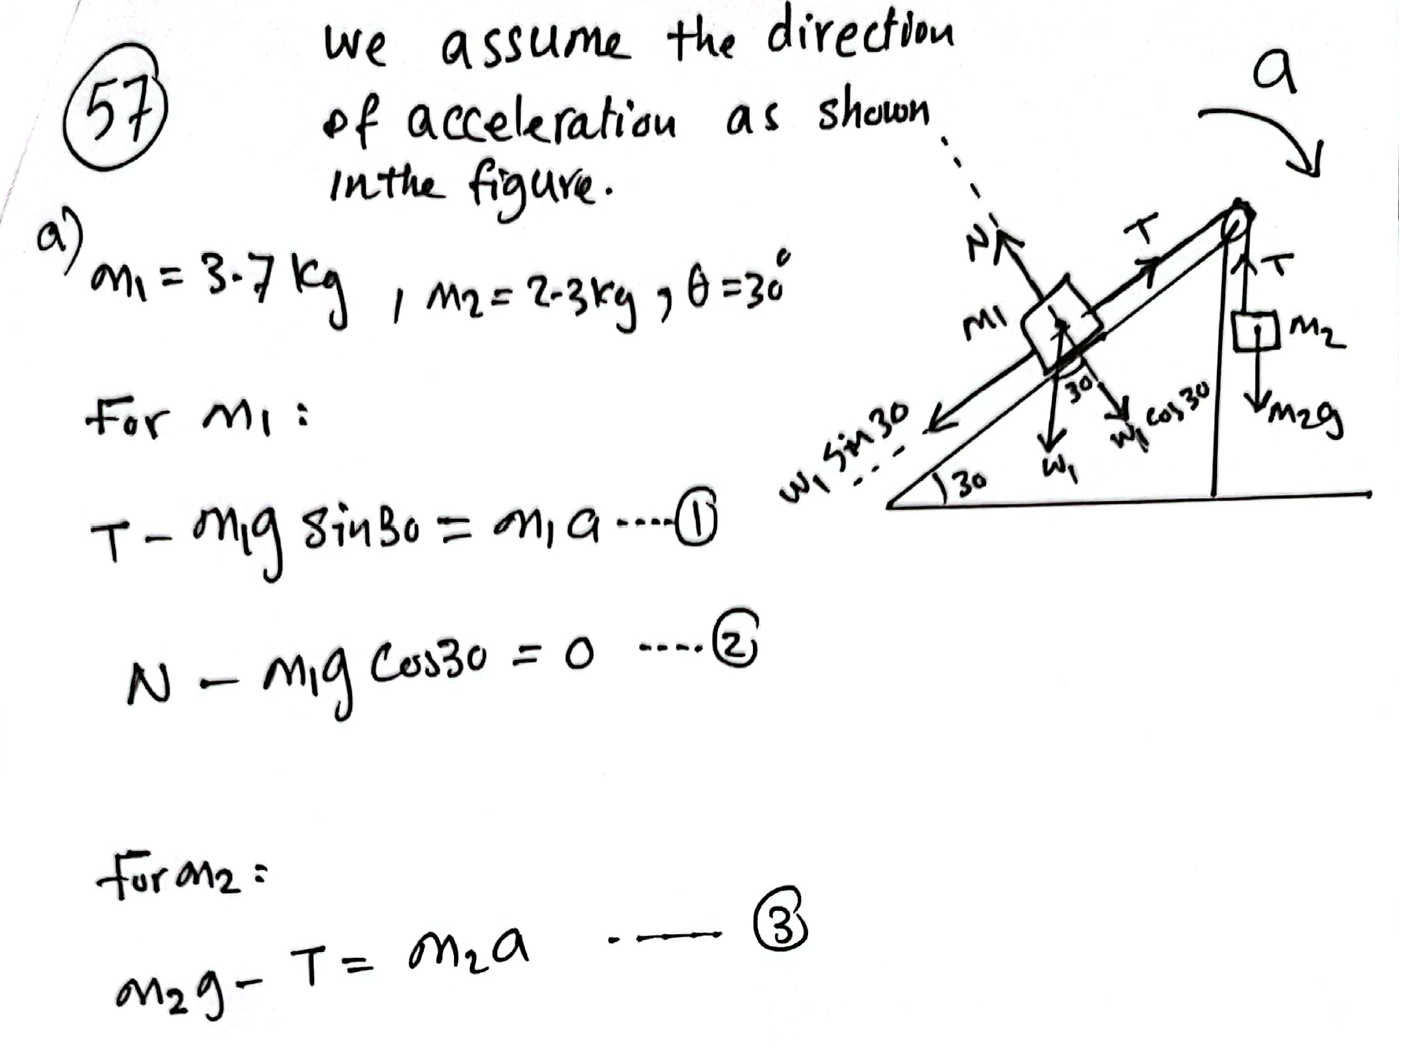 57
we assume the direction
of acceleration as shown
in the figure.
a)
m1 = 3.7 kg , m2 = 2.3 kg , θ = 30°
For m1 :
T - m1g sin30 = m1a ----- ①
N - m1g cos30 = 0 ----- ②
For m2 :
m2g - T = m2a ----- ③
a
N
T
T
m1
m2
30
w1 sin30
w1
w1 cos30
m2g
30